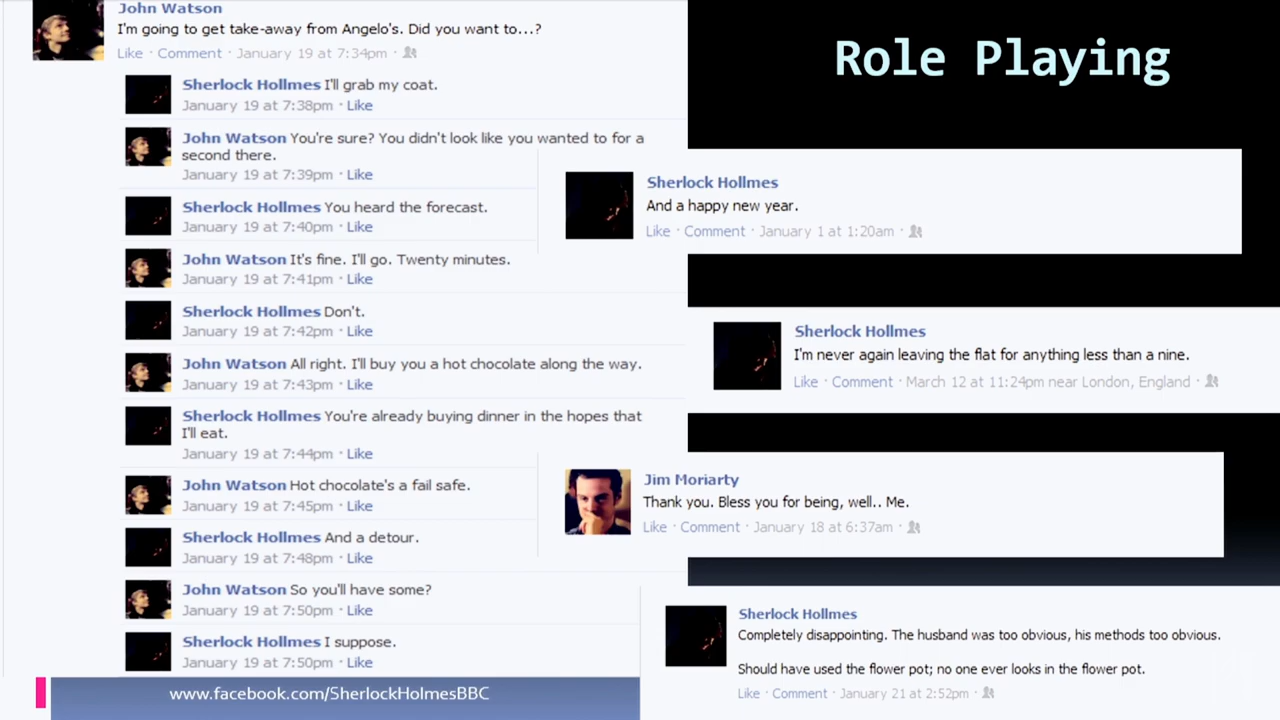 John Watson
I'm going to get take-away from Angelo's. Did you want to...?
Like · Comment · January 19 at 7:34pm ·
Sherlock Hollmes I'll grab my coat.
January 19 at 7:38pm · Like
John Watson You're sure? You didn't look like you wanted to for a
second there.
January 19 at 7:39pm · Like
Sherlock Hollmes You heard the forecast.
January 19 at 7:40pm · Like
John Watson It's fine. I'll go. Twenty minutes.
January 19 at 7:41pm · Like
Sherlock Hollmes Don't.
January 19 at 7:42pm · Like
John Watson All right. I'll buy you a hot chocolate along the way.
January 19 at 7:43pm · Like
Sherlock Hollmes You're already buying dinner in the hopes that
I'll eat.
January 19 at 7:44pm · Like
John Watson Hot chocolate's a fail safe.
January 19 at 7:45pm · Like
Sherlock Hollmes And a detour.
January 19 at 7:48pm · Like
John Watson So you'll have some?
January 19 at 7:50pm · Like
Sherlock Hollmes I suppose.
January 19 at 7:50pm · Like
www.facebook.com/SherlockHolmesBBC
Role Playing
Sherlock Hollmes
And a happy new year.
Like · Comment · January 1 at 1:20am ·
Sherlock Hollmes
I'm never again leaving the flat for anything less than a nine.
Like · Comment · March 12 at 11:24pm near London, England ·
Jim Moriarty
Thank you. Bless you for being, well.. Me.
Like · Comment · January 18 at 6:37am ·
Sherlock Hollmes
Completely disappointing. The husband was too obvious, his methods too obvious.
Should have used the flower pot; no one ever looks in the flower pot.
Like · Comment · January 21 at 2:52pm ·